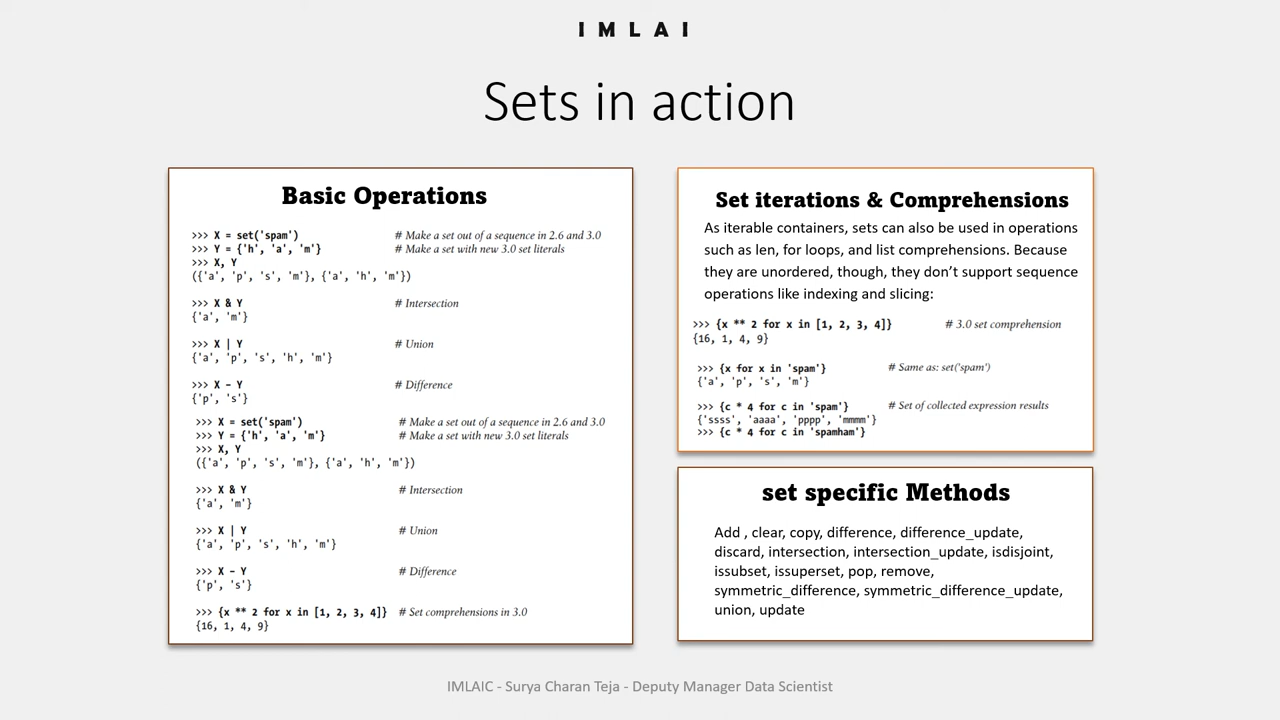 IMLAI
Sets in action
Basic Operations
>>> X = set('spam') # Make a set out of a sequence in 2.6 and 3.0
>>> Y = {'h', 'a', 'm'} # Make a set with new 3.0 set literals
>>> X, Y
({'a', 'p', 's', 'm'}, {'a', 'h', 'm'})
>>> X & Y # Intersection
{'a', 'm'}
>>> X | Y # Union
{'a', 'p', 's', 'h', 'm'}
>>> X – Y # Difference
{'p', 's'}
>>> X = set('spam') # Make a set out of a sequence in 2.6 and 3.0
>>> Y = {'h', 'a', 'm'} # Make a set with new 3.0 set literals
>>> X, Y
({'a', 'p', 's', 'm'}, {'a', 'h', 'm'})
>>> X & Y # Intersection
{'a', 'm'}
>>> X | Y # Union
{'a', 'p', 's', 'h', 'm'}
>>> X – Y # Difference
{'p', 's'}
>>> {x ** 2 for x in [1, 2, 3, 4]} # Set comprehensions in 3.0
{16, 1, 4, 9}
Set iterations & Comprehensions
As iterable containers, sets can also be used in operations
such as len, for loops, and list comprehensions. Because
they are unordered, though, they don’t support sequence
operations like indexing and slicing:
>>> {x ** 2 for x in [1, 2, 3, 4]} # 3.0 set comprehension
{16, 1, 4, 9}
>>> {x for x in 'spam'} # Same as: set('spam')
{'a', 'p', 's', 'm'}
>>> {c * 4 for c in 'spam'} # Set of collected expression results
{'ssss', 'aaaa', 'pppp', 'mmmm'}
>>> {c * 4 for c in 'spamham'}
set specific Methods
Add , clear, copy, difference, difference_update,
discard, intersection, intersection_update, isdisjoint,
issubset, issuperset, pop, remove,
symmetric_difference, symmetric_difference_update,
union, update
IMLAIC - Surya Charan Teja - Deputy Manager Data Scientist